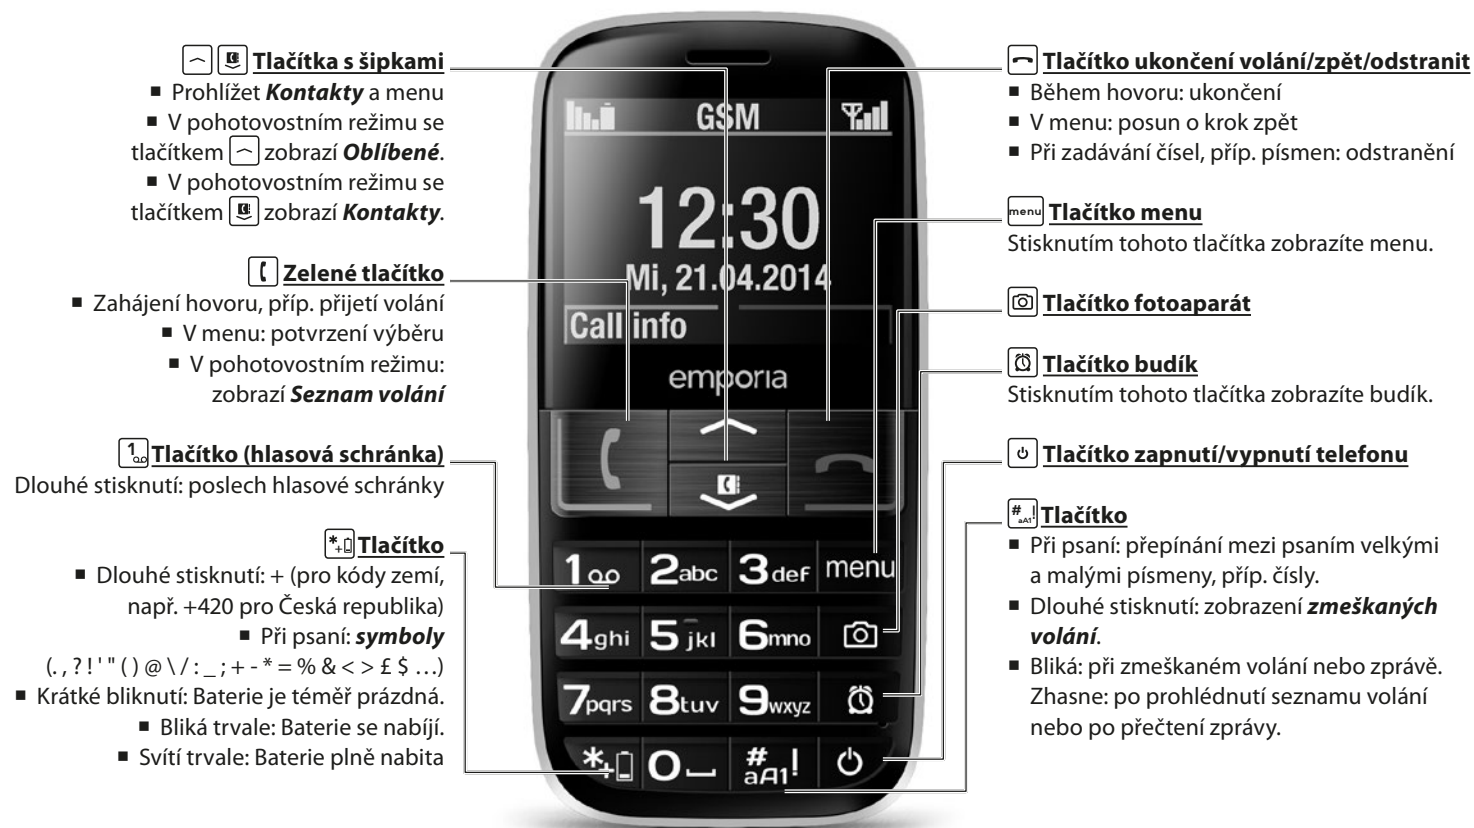 Tlačítka s šipkami
■ Prohlížet Kontakty a menu
■ V pohotovostním režimu se
tlačítkem zobrazí Oblíbené.
■ V pohotovostním režimu se
tlačítkem zobrazí Kontakty.
Zelené tlačítko
■ Zahájení hovoru, příp. přijetí volání
■ V menu: potvrzení výběru
■ V pohotovostním režimu:
zobrazí Seznam volání
1 Tlačítko (hlasová schránka)
Dlouhé stisknutí: poslech hlasové schránky
*+ Tlačítko
■ Dlouhé stisknutí: + (pro kódy zemí,
např. +420 pro Česká republika)
■ Při psaní: symboly
(. , ? ! ' " ( ) @ \ / : _ ; + - * = % & < > £ $ …)
■ Krátké bliknutí: Baterie je téměř prázdná.
■ Bliká trvale: Baterie se nabíjí.
■ Svítí trvale: Baterie plně nabita
GSM
12:30
Mi, 21.04.2014
Call info
emporia
1 2abc 3def menu
4ghi 5jkl 6mno
7pqrs 8tuv 9wxyz
*+ 0 # aA1!
Tlačítko ukončení volání/zpět/odstranit
■ Během hovoru: ukončení
■ V menu: posun o krok zpět
■ Při zadávání čísel, příp. písmen: odstranění
menu Tlačítko menu
Stisknutím tohoto tlačítka zobrazíte menu.
Tlačítko fotoaparát
Tlačítko budík
Stisknutím tohoto tlačítka zobrazíte budík.
Tlačítko zapnutí/vypnutí telefonu
# aA1! Tlačítko
■ Při psaní: přepínání mezi psaním velkými
a malými písmeny, příp. čísly.
■ Dlouhé stisknutí: zobrazení zmeškaných
volání.
■ Bliká: při zmeškaném volání nebo zprávě.
Zhasne: po prohlédnutí seznamu volání
nebo po přečtení zprávy.